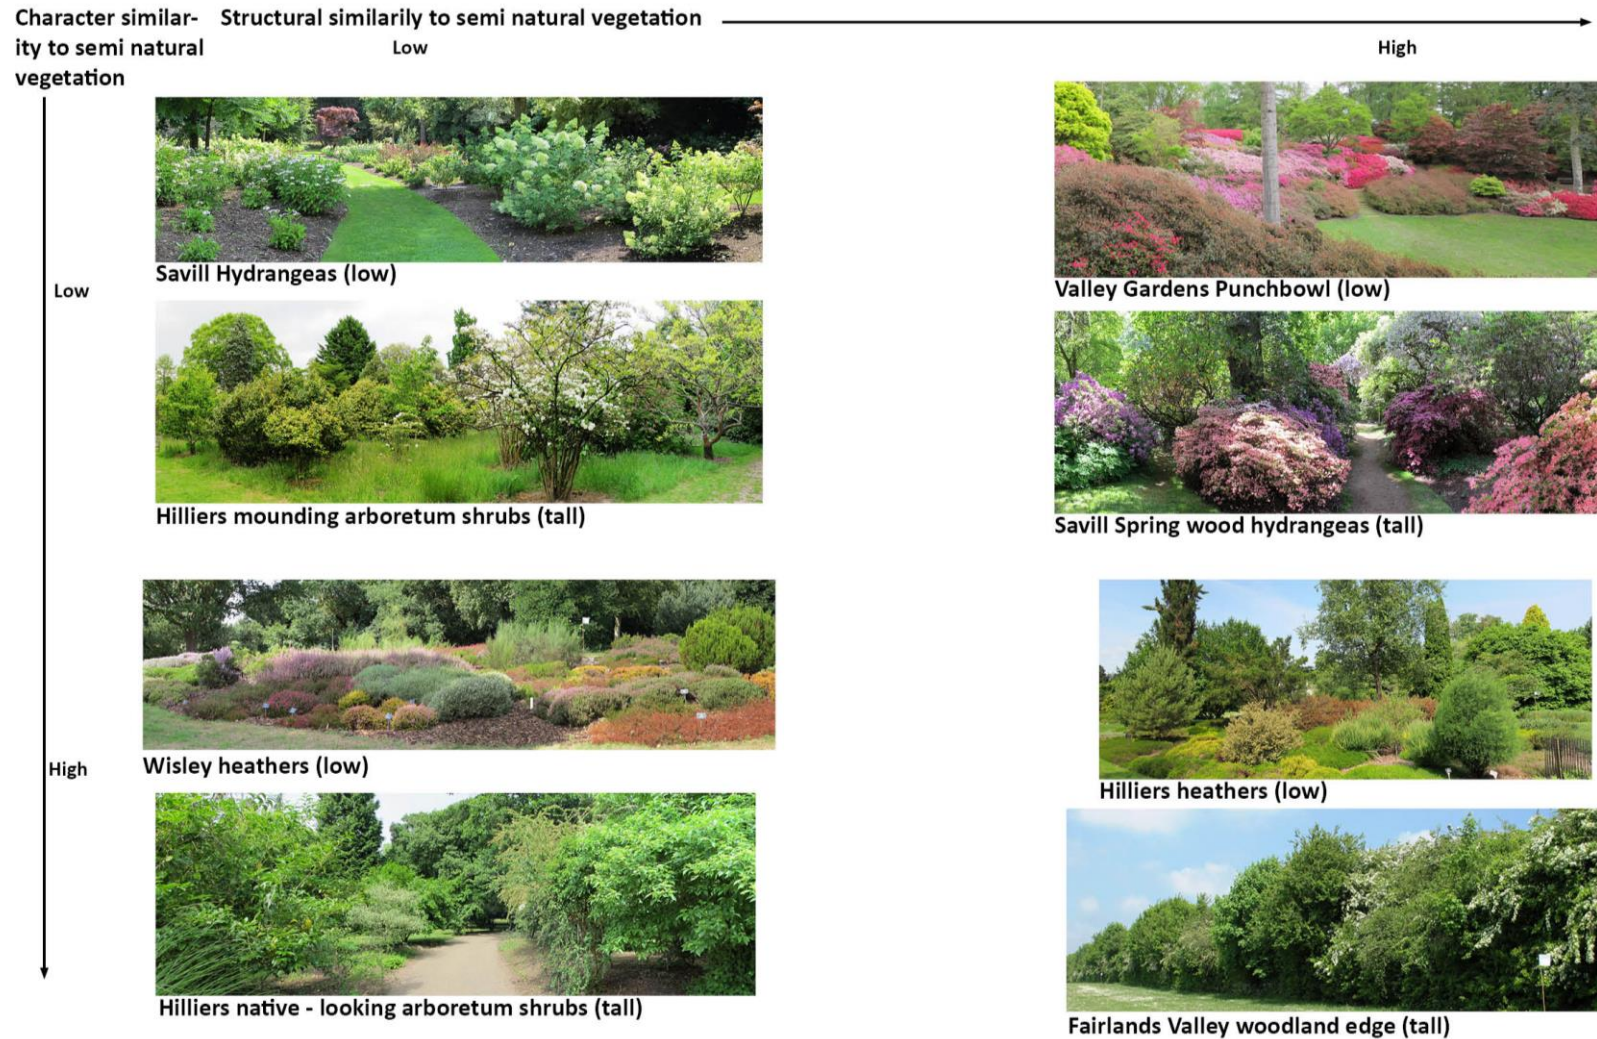 Character similar-
ity to semi natural
vegetation
Structural similarily to semi natural vegetation
Low
High
Low
Savill Hydrangeas (low)
Valley Gardens Punchbowl (low)
Hilliers mounding arboretum shrubs (tall)
Savill Spring wood hydrangeas (tall)
High
Wisley heathers (low)
Hilliers heathers (low)
Hilliers native - looking arboretum shrubs (tall)
Fairlands Valley woodland edge (tall)